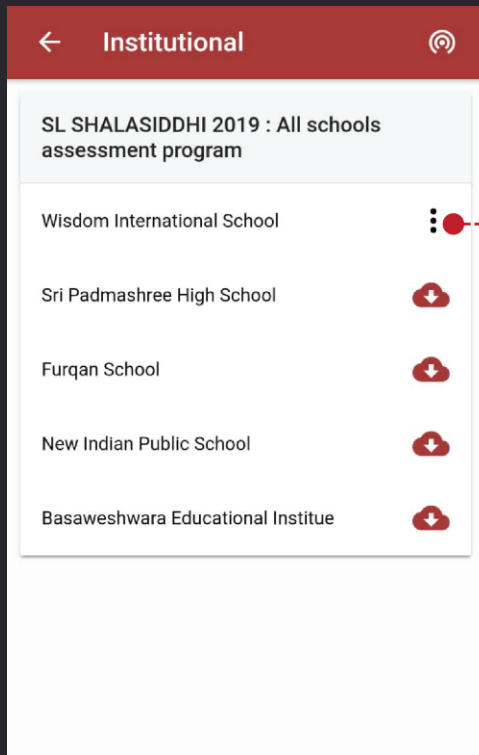 Institutional
SL SHALASIDDHI 2019 : All schools
assessment program
Wisdom International School
Sri Padmashree High School
Furqan School
New Indian Public School
Basaweshwara Educational Institue